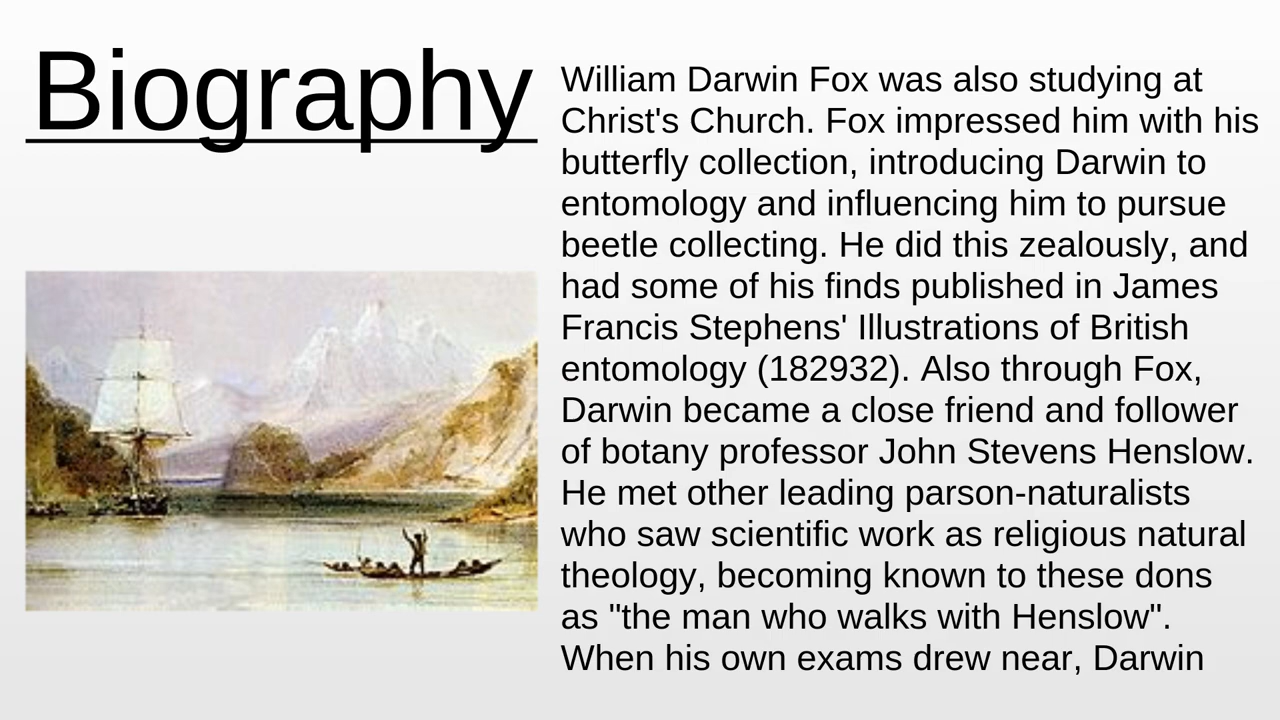 Biography
William Darwin Fox was also studying at
Christ's Church. Fox impressed him with his
butterfly collection, introducing Darwin to
entomology and influencing him to pursue
beetle collecting. He did this zealously, and
had some of his finds published in James
Francis Stephens' Illustrations of British
entomology (182932). Also through Fox,
Darwin became a close friend and follower
of botany professor John Stevens Henslow.
He met other leading parson-naturalists
who saw scientific work as religious natural
theology, becoming known to these dons
as "the man who walks with Henslow".
When his own exams drew near, Darwin